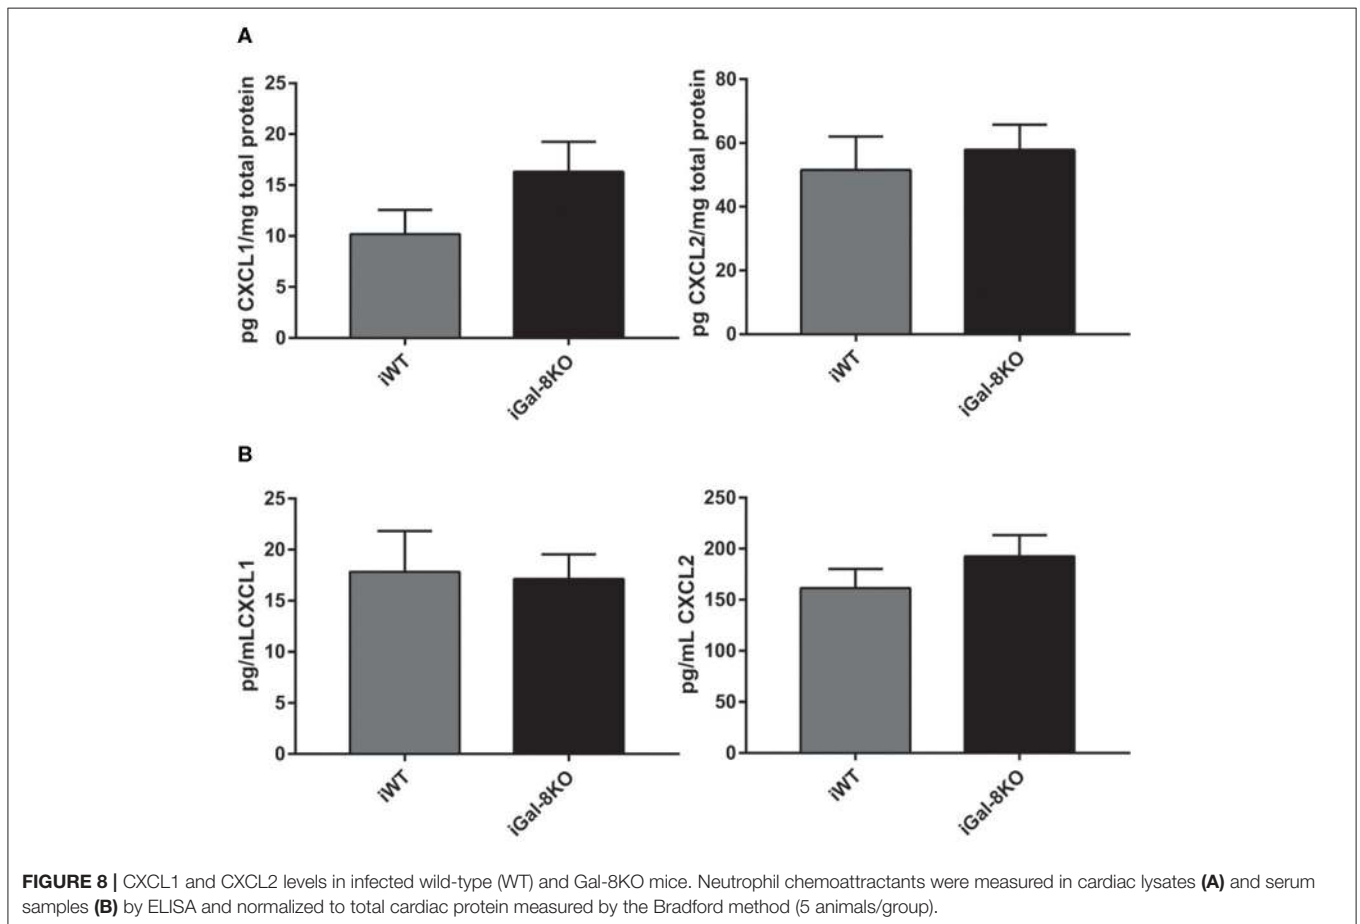 A
pg CXCL1/mg total protein
25
20
15
10
5
0
iWT
iGal-8KO
pg CXCL2/mg total protein
80
60
40
20
0
iWT
iGal-8KO
B
pg/mLCXCL1
25
20
15
10
5
0
iWT
iGal-8KO
pg/mL CXCL2
250
200
150
100
50
0
iWT
iGal-8KO
FIGURE 8 | CXCL1 and CXCL2 levels in infected wild-type (WT) and Gal-8KO mice. Neutrophil chemoattractants were measured in cardiac lysates (A) and serum
samples (B) by ELISA and normalized to total cardiac protein measured by the Bradford method (5 animals/group).